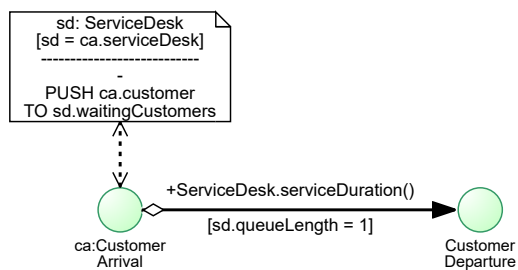 sd: ServiceDesk
[sd = ca.serviceDesk]
---------------------------
-
PUSH ca.customer
TO sd.waitingCustomers
+ServiceDesk.serviceDuration()
[sd.queueLength = 1]
ca:Customer
Arrival
Customer
Departure